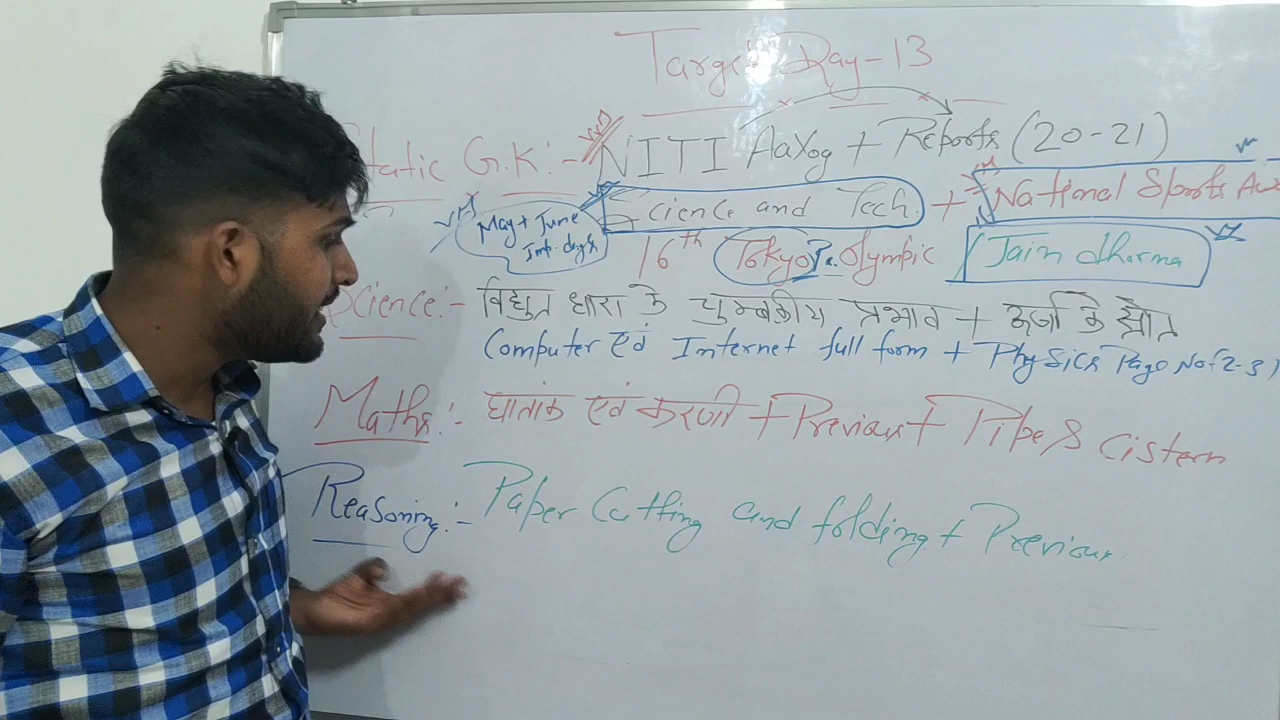 Target Day-13
Static G.K:- NITI Aayog + Reports (20-21)
May + June Imp. days Science and Tech + National Sports Aw
16th Tokyo Olympic Jain dharma
Science:- विद्युत धारा के चुम्बकीय प्रभाव + ऊर्जा के स्रोत
Computer एवं Internet full form + Physics Page No(2-3)
Maths:- घातांक एवं करणी + Previous + Pipe & Cistern
Reasoning:- Paper Cutting and folding + Previous